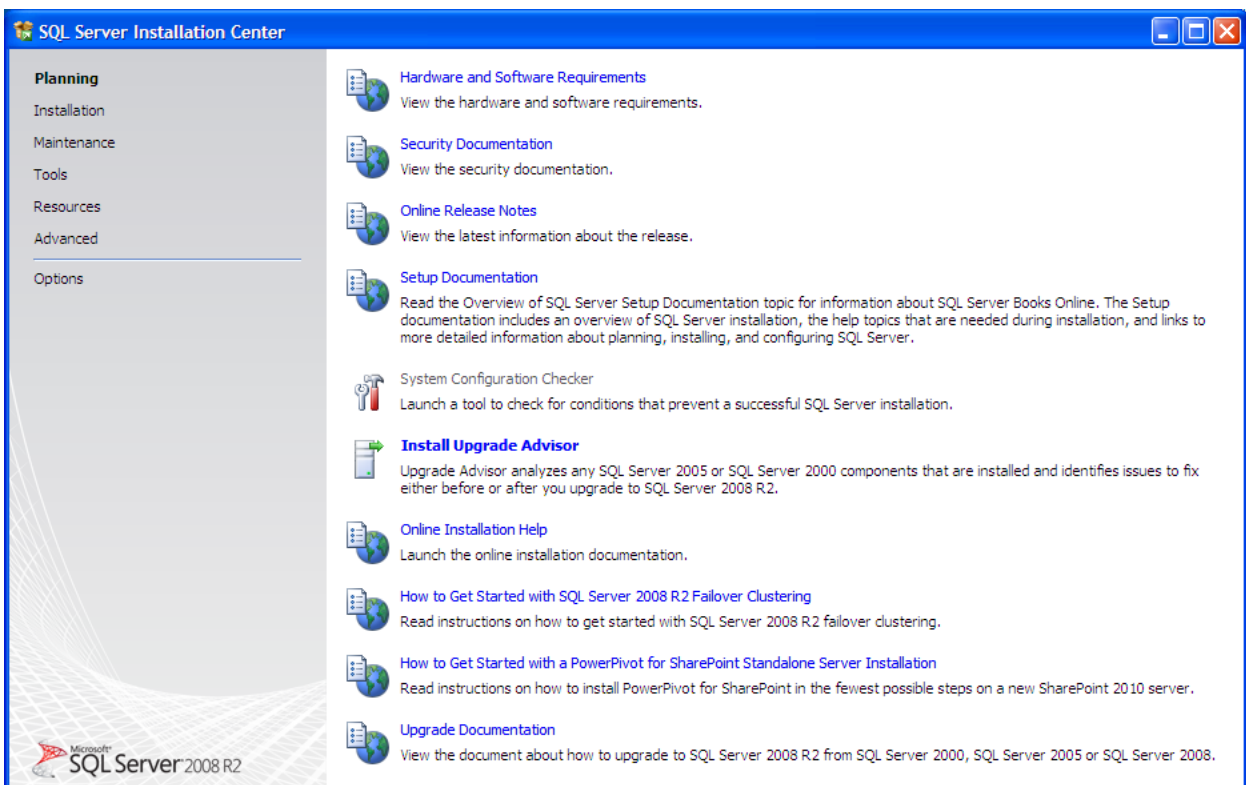 SQL Server Installation Center
Planning
Installation
Maintenance
Tools
Resources
Advanced
Options
Hardware and Software Requirements
View the hardware and software requirements.
Security Documentation
View the security documentation.
Online Release Notes
View the latest information about the release.
Setup Documentation
Read the Overview of SQL Server Setup Documentation topic for information about SQL Server Books Online. The Setup
documentation includes an overview of SQL Server installation, the help topics that are needed during installation, and links to
more detailed information about planning, installing, and configuring SQL Server.
System Configuration Checker
Launch a tool to check for conditions that prevent a successful SQL Server installation.
Install Upgrade Advisor
Upgrade Advisor analyzes any SQL Server 2005 or SQL Server 2000 components that are installed and identifies issues to fix
either before or after you upgrade to SQL Server 2008 R2.
Online Installation Help
Launch the online installation documentation.
How to Get Started with SQL Server 2008 R2 Failover Clustering
Read instructions on how to get started with SQL Server 2008 R2 failover clustering.
How to Get Started with a PowerPivot for SharePoint Standalone Server Installation
Read instructions on how to install PowerPivot for SharePoint in the fewest possible steps on a new SharePoint 2010 server.
Upgrade Documentation
View the document about how to upgrade to SQL Server 2008 R2 from SQL Server 2000, SQL Server 2005 or SQL Server 2008.
Microsoft®
SQL Server 2008 R2